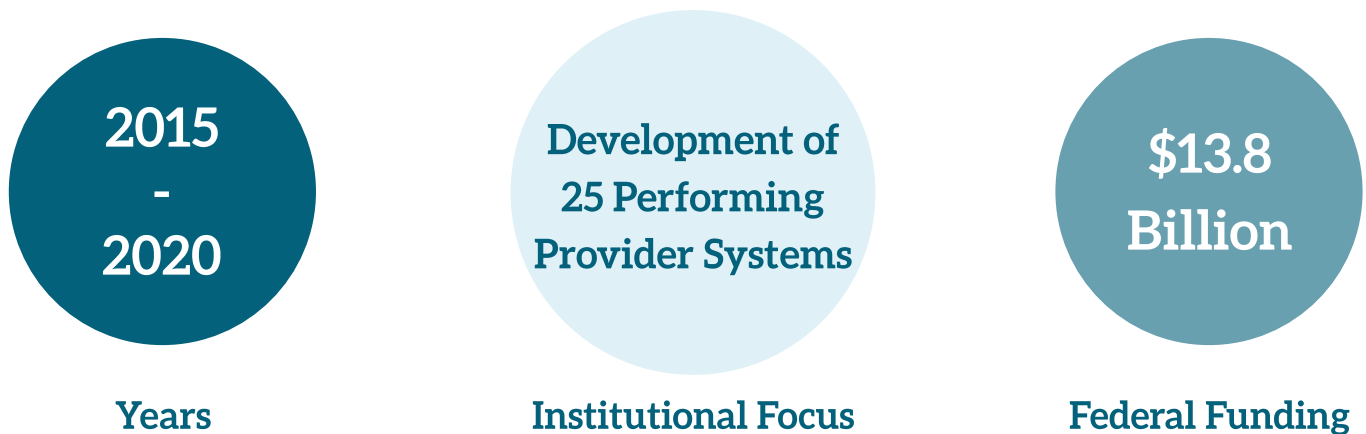 2015
-
2020
Years
Development of
25 Performing
Provider Systems
Institutional Focus
$13.8
Billion
Federal Funding